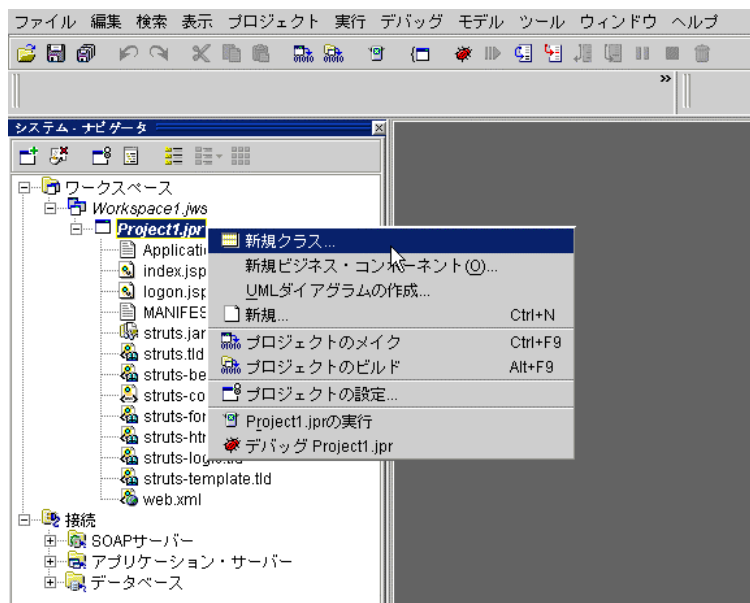 ファイル 編集 検索 表示 プロジェクト 実行 デバッグ モデル ツール ウィンドウ ヘルプ
システム・ナビゲータ
ワークスペース
Workspace1.jws
Project1.jpr
index.jsp
logon.jsp
struts.jar
struts.tld
struts-template.tld
web.xml
接続
SOAPサーバー
アプリケーション・サーバー
データベース
新規クラス...
新規ビジネス・コンポーネント(O)...
UMLダイアグラムの作成...
新規... Ctrl+N
プロジェクトのメイク Ctrl+F9
プロジェクトのビルド Alt+F9
プロジェクトの設定...
Project1.jprの実行
デバッグ Project1.jpr